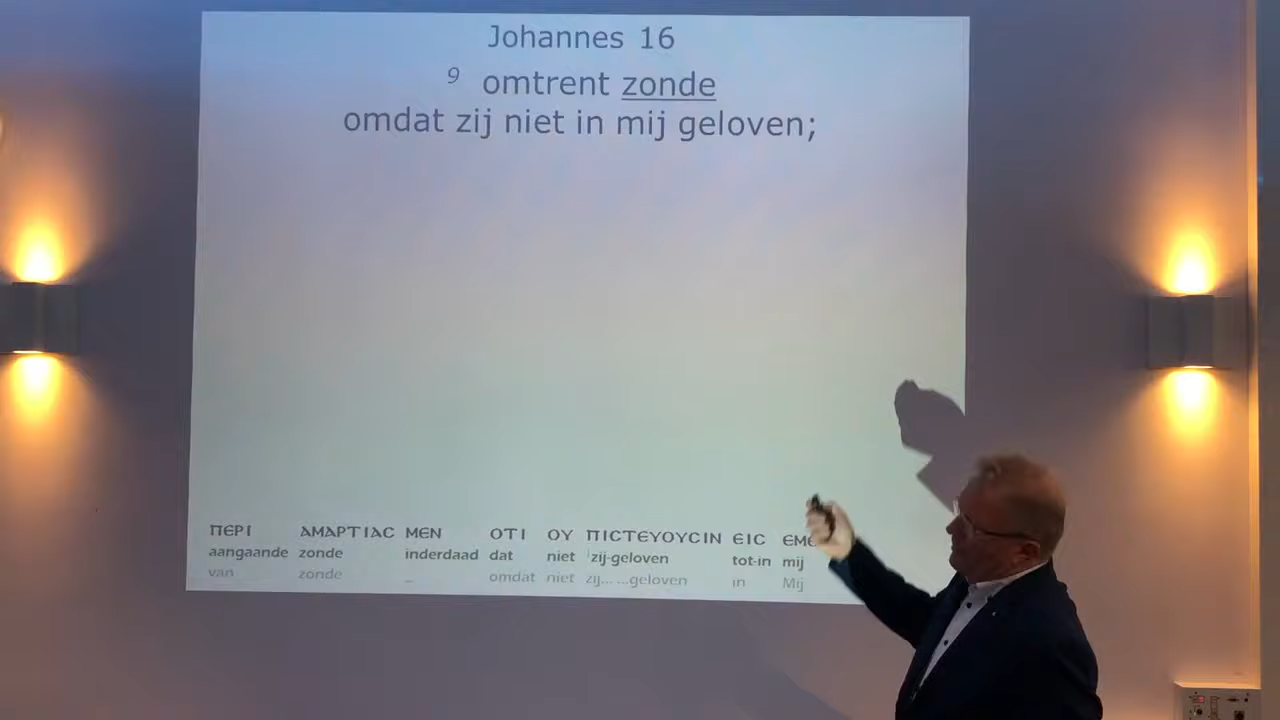 Johannes 16
9 omtrent zonde
omdat zij niet in mij geloven;
ΠΕΡΙ ΑΜΑΡΤΙΑϹ ΜΕΝ ΟΤΙ ΟΥ ΠΙϹΤΕΥΟΥϹΙΝ ΕΙϹ ΕΜΕ
aangaande zonde inderdaad dat niet zij-geloven tot-in mij
van zonde _ omdat niet zij... ...geloven in Mij